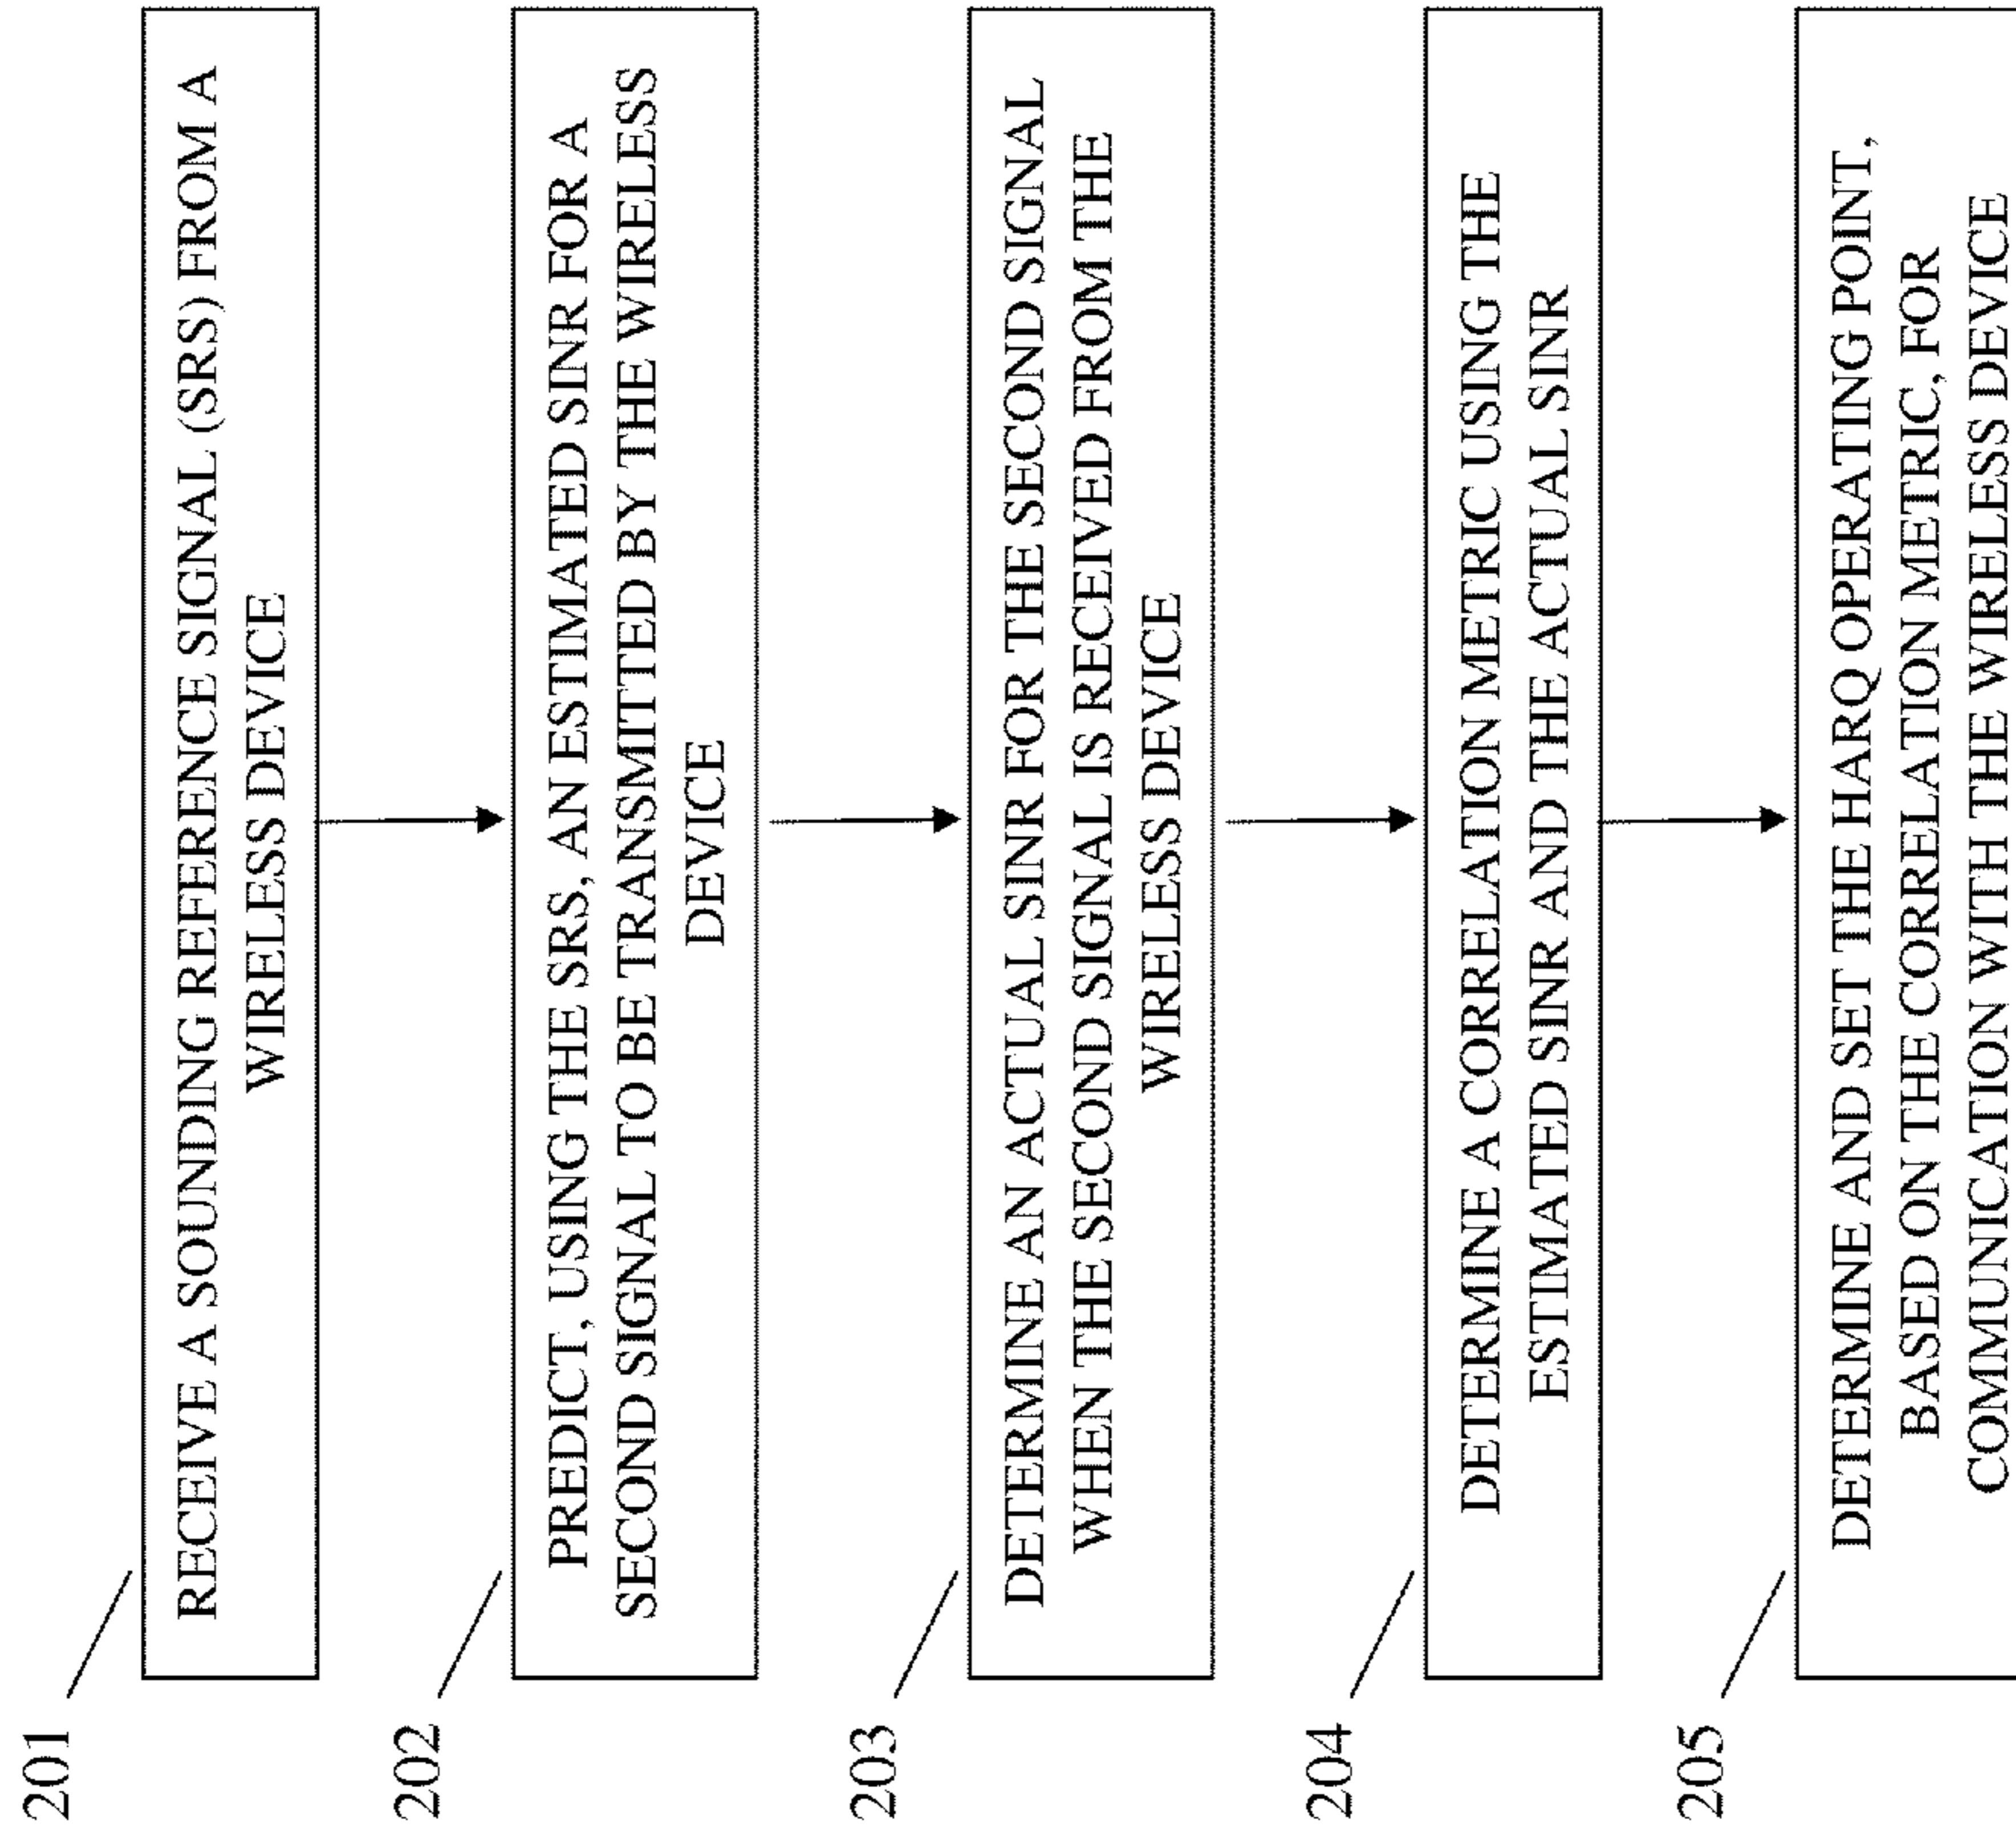 201
RECEIVE A SOUNDING REFERENCE SIGNAL (SRS) FROM A
WIRELESS DEVICE
202
PREDICT, USING THE SRS, AN ESTIMATED SINR FOR A
SECOND SIGNAL TO BE TRANSMITTED BY THE WIRELESS
DEVICE
203
DETERMINE AN ACTUAL SINR FOR THE SECOND SIGNAL
WHEN THE SECOND SIGNAL IS RECEIVED FROM THE
WIRELESS DEVICE
204
DETERMINE A CORRELATION METRIC USING THE
ESTIMATED SINR AND THE ACTUAL SINR
205
DETERMINE AND SET THE HARQ OPERATING POINT,
BASED ON THE CORRELATION METRIC, FOR
COMMUNICATION WITH THE WIRELESS DEVICE